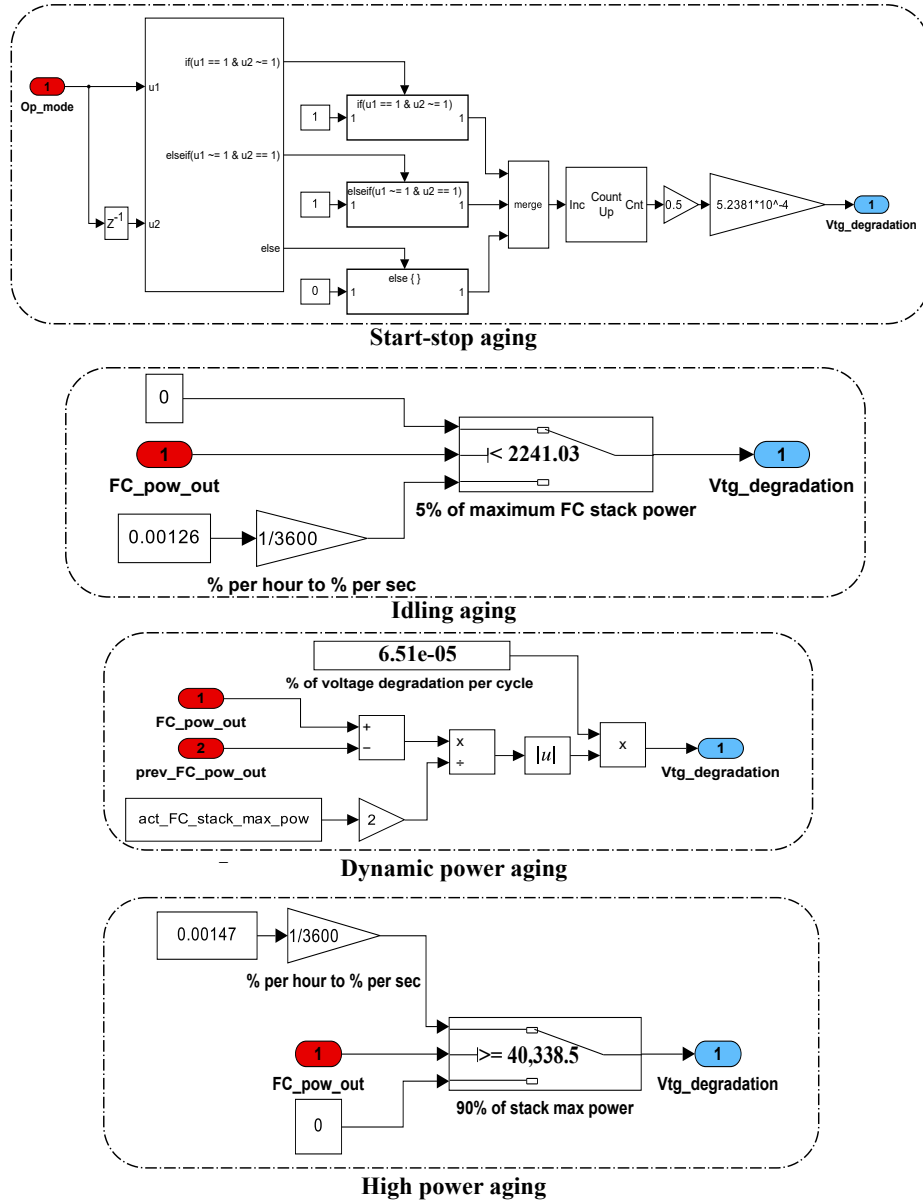 if(u1 == 1 & u2 ~= 1)
1
Op_mode
u1
if(u1 == 1 & u2 ~= 1)
1
1
1
elseif(u1 ~= 1 & u2 == 1)
elseif(u1 ~= 1 & u2 == 1)
1
1
1
merge
Inc
Count
Up
Cnt
0.5
5.2381*10^-4
1
Vtg_degradation
Z^-1
u2
else
else { }
0
1
1
Start-stop aging
0
1
FC_pow_out
|< 2241.03
1
Vtg_degradation
5% of maximum FC stack power
0.00126
1/3600
% per hour to % per sec
Idling aging
6.51e-05
% of voltage degradation per cycle
1
FC_pow_out
+
−
2
prev_FC_pow_out
x
÷
|u|
x
1
Vtg_degradation
act_FC_stack_max_pow
2
Dynamic power aging
0.00147
1/3600
% per hour to % per sec
1
FC_pow_out
|>= 40,338.5
1
Vtg_degradation
0
90% of stack max power
High power aging